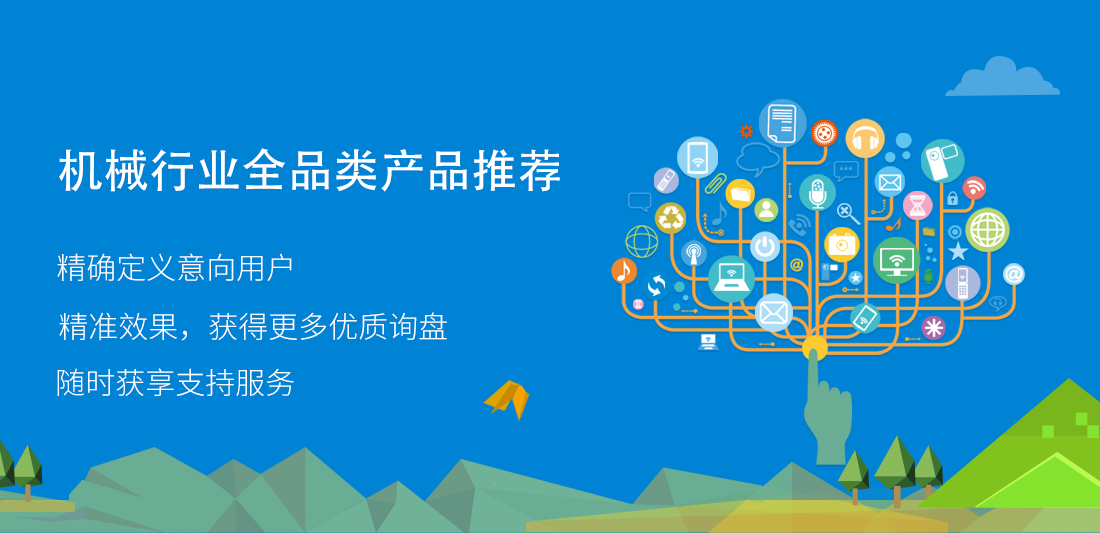 机械行业全品类产品推荐
精确定义意向用户
精准效果，获得更多优质询盘
随时获享支持服务